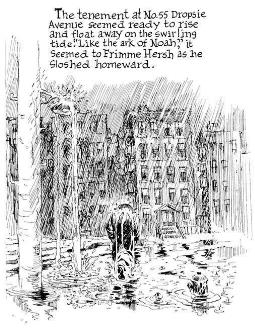 The tenement at No.55 Dropsie
Avenue seemed ready to rise
and float away on the swirling
tide. "Like the ark of Noah," it
seemed to Frimme Hersh as he
sloshed homeward.